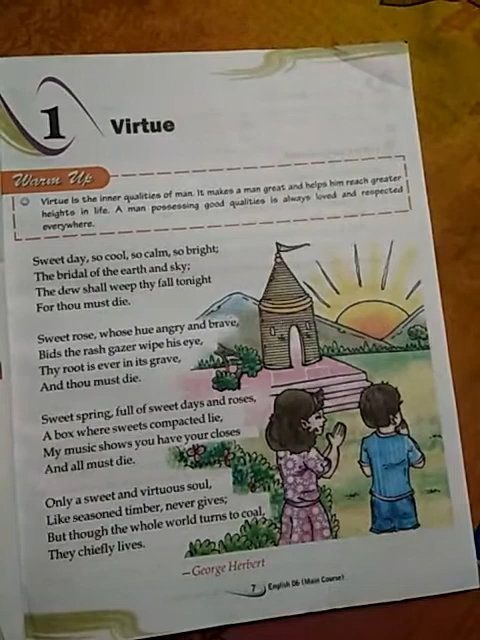 1
Virtue
Warm Up
Virtue is the inner qualities of man. It makes a man great and helps him reach greater
heights in life. A man possessing good qualities is always loved and respected
everywhere.
Sweet day, so cool, so calm, so bright;
The bridal of the earth and sky;
The dew shall weep thy fall tonight
For thou must die.
Sweet rose, whose hue angry and brave,
Bids the rash gazer wipe his eye,
Thy root is ever in its grave,
And thou must die.
Sweet spring, full of sweet days and roses,
A box where sweets compacted lie,
My music shows you have your closes
And all must die.
Only a sweet and virtuous soul,
Like seasoned timber, never gives;
But though the whole world turns to coal,
They chiefly lives.
—George Herbert
7 English 06 (Main Course)